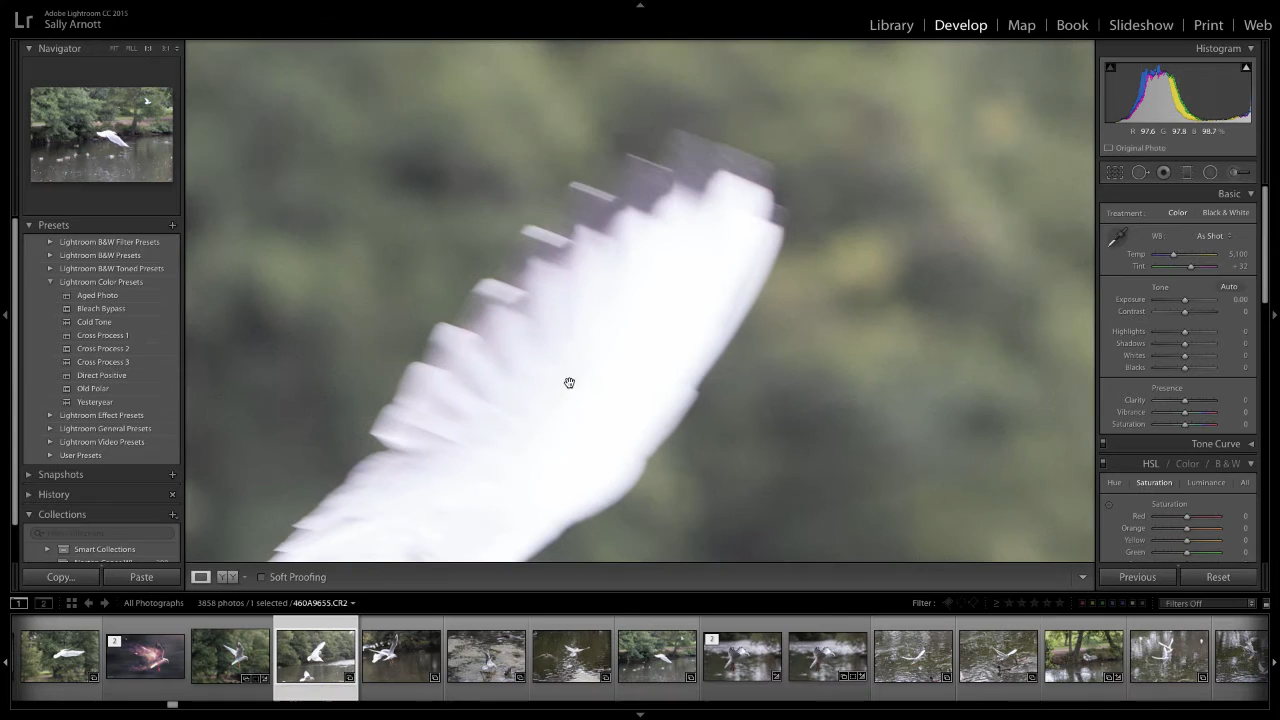 Lr
Adobe Lightroom CC 2015
Sally Arnott
Library | Develop | Map | Book | Slideshow | Print | Web
Navigator
FIT FILL 1:1 3:1
Presets +
Lightroom B&W Filter Presets
Lightroom B&W Presets
Lightroom B&W Toned Presets
Lightroom Color Presets
Aged Photo
Bleach Bypass
Cold Tone
Cross Process 1
Cross Process 2
Cross Process 3
Direct Positive
Old Polar
Yesteryear
Lightroom Effect Presets
Lightroom General Presets
Lightroom Video Presets
User Presets
Snapshots +
History ×
Collections +
Smart Collections
Copy... Paste
Soft Proofing
Histogram
R 97.6 G 97.8 B 98.7 %
Original Photo
Basic
Treatment: Color Black & White
WB: As Shot
Temp 5,100
Tint + 32
Tone Auto
Exposure 0.00
Contrast 0
Highlights 0
Shadows 0
Whites 0
Blacks 0
Presence
Clarity 0
Vibrance 0
Saturation 0
Tone Curve
HSL / Color / B & W
Hue Saturation Luminance All
Saturation
Red 0
Orange 0
Yellow 0
Green 0
Previous Reset
1 2 All Photographs 3858 photos / 1 selected / 460A9655.CR2 Filter : ≥ Filters Off
2
2